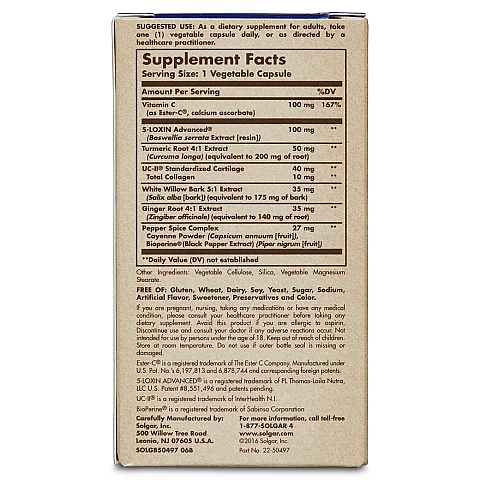 SUGGESTED USE: As a dietary supplement for adults, take
one (1) vegetable capsule daily, or as directed by a
healthcare practitioner.
Supplement Facts
Serving Size: 1 Vegetable Capsule
Amount Per Serving %DV
Vitamin C 100 mg 167%
(as Ester-C®, calcium ascorbate)
5-LOXIN Advanced® 100 mg **
(Boswellia serrata Extract [resin])
Turmeric Root 4:1 Extract 50 mg **
(Curcuma longa) (equivalent to 200 mg of root)
UC-II® Standardized Cartilage 40 mg **
Total Collagen 10 mg **
White Willow Bark 5:1 Extract 35 mg **
(Salix alba [bark]) (equivalent to 175 mg of bark)
Ginger Root 4:1 Extract 35 mg **
(Zingiber officinale) (equivalent to 140 mg of root)
Pepper Spice Complex 27 mg **
Cayenne Powder (Capsicum annuum [fruit]),
Bioperine® (Black Pepper Extract) (Piper nigrum [fruit])
**Daily Value (DV) not established
Other Ingredients: Vegetable Cellulose, Silica, Vegetable Magnesium
Stearate.
FREE OF: Gluten, Wheat, Dairy, Soy, Yeast, Sugar, Sodium,
Artificial Flavor, Sweetener, Preservatives and Color.
If you are pregnant, nursing, taking any medications or have any medical
condition, please consult your healthcare practitioner before taking any
dietary supplement. Avoid this product if you are allergic to aspirin.
Discontinue use and consult your doctor if any adverse reactions occur. Not
intended for use by persons under the age of 18. Keep out of reach of children.
Store at room temperature. Do not use if outer bottle seal is missing or
damaged.
Ester-C® is a registered trademark of The Ester C Company. Manufactured under
U.S. Pat. No.'s 6,197,813 and 6,878,744 and corresponding foreign patents.
5-LOXIN ADVANCED® is a registered trademark of PL Thomas-Laila Nutra,
LLC U.S. Patent #8,551,496 and patents pending.
UC-II® is a registered trademark of InterHealth N.I.
BioPerine® is a registered trademark of Sabinsa Corporation
Carefully Manufactured by: For more information, call toll-free
Solgar, Inc. 1-877-SOLGAR 4
500 Willow Tree Road www.solgar.com
Leonia, NJ 07605 U.S.A. ©2016 Solgar, Inc.
SOLGB50497 06B Part No. 22-50497